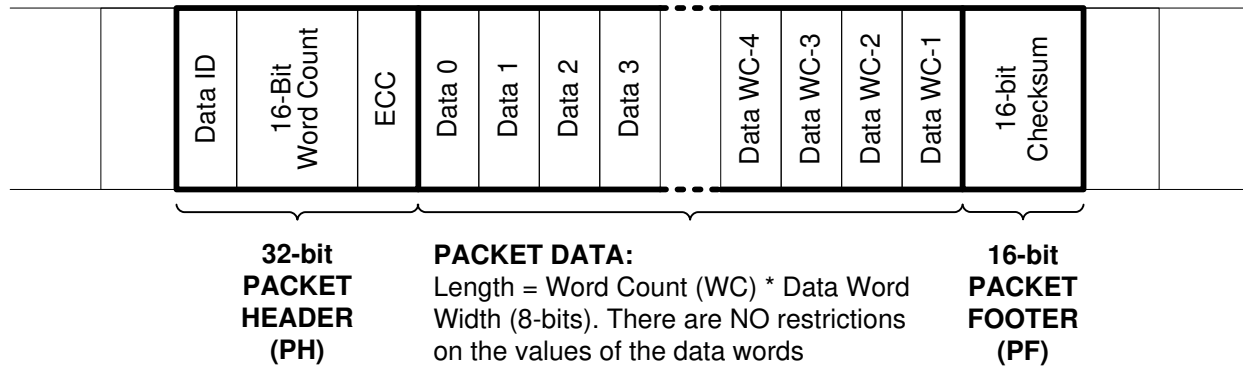 Data ID
16-Bit
Word Count
ECC
Data 0
Data 1
Data 2
Data 3
Data WC-4
Data WC-3
Data WC-2
Data WC-1
16-bit
Checksum
32-bit
PACKET
HEADER
(PH)
PACKET DATA:
Length = Word Count (WC) * Data Word
Width (8-bits). There are NO restrictions
on the values of the data words
16-bit
PACKET
FOOTER
(PF)